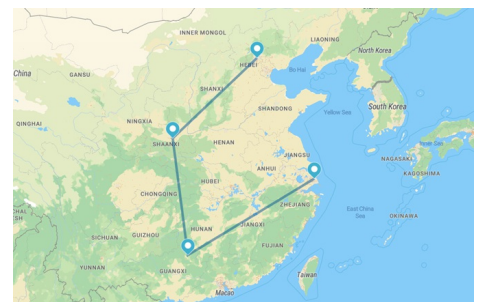 INNER MONGOL
LIAONING
North Korea
HEBEI
China
GANSU
Bo Hai
SHANXI
SHANDONG
South Korea
NINGXIA
Yellow Sea
QINGHAI
SHAANXI
HENAN
JIANGSU
NAGASAKI
ANHUI
KAGOSHIMA
HUBEI
CHONGQING
ZHEJIANG
East China
Sea
OKINAWA
HUNAN
JIANGXI
SICHUAN
GUIZHOU
FUJIAN
YUNNAN
GUANGXI
Taiwan
Macao